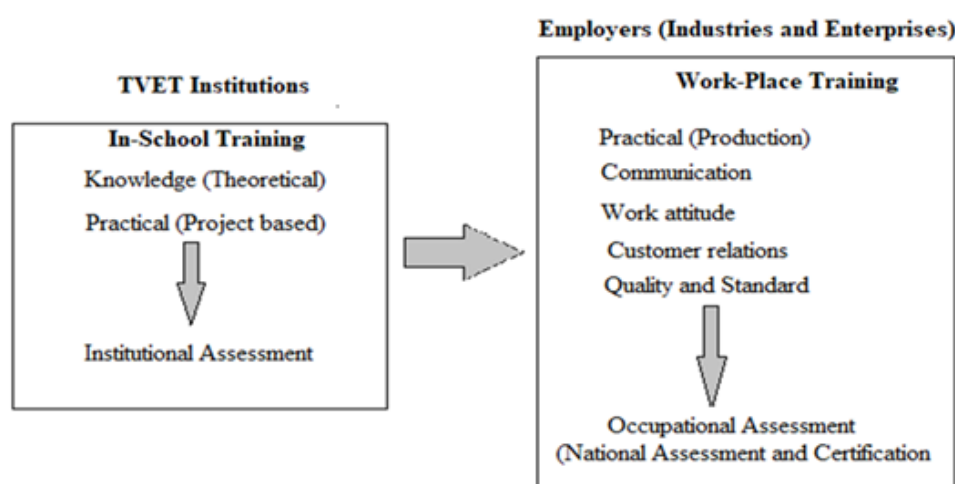 TVET Institutions
In-School Training
Knowledge (Theoretical)
Practical (Project based)
Institutional Assessment
Employers (Industries and Enterprises)
Work-Place Training
Practical (Production)
Communication
Work attitude
Customer relations
Quality and Standard
Occupational Assessment
(National Assessment and Certification